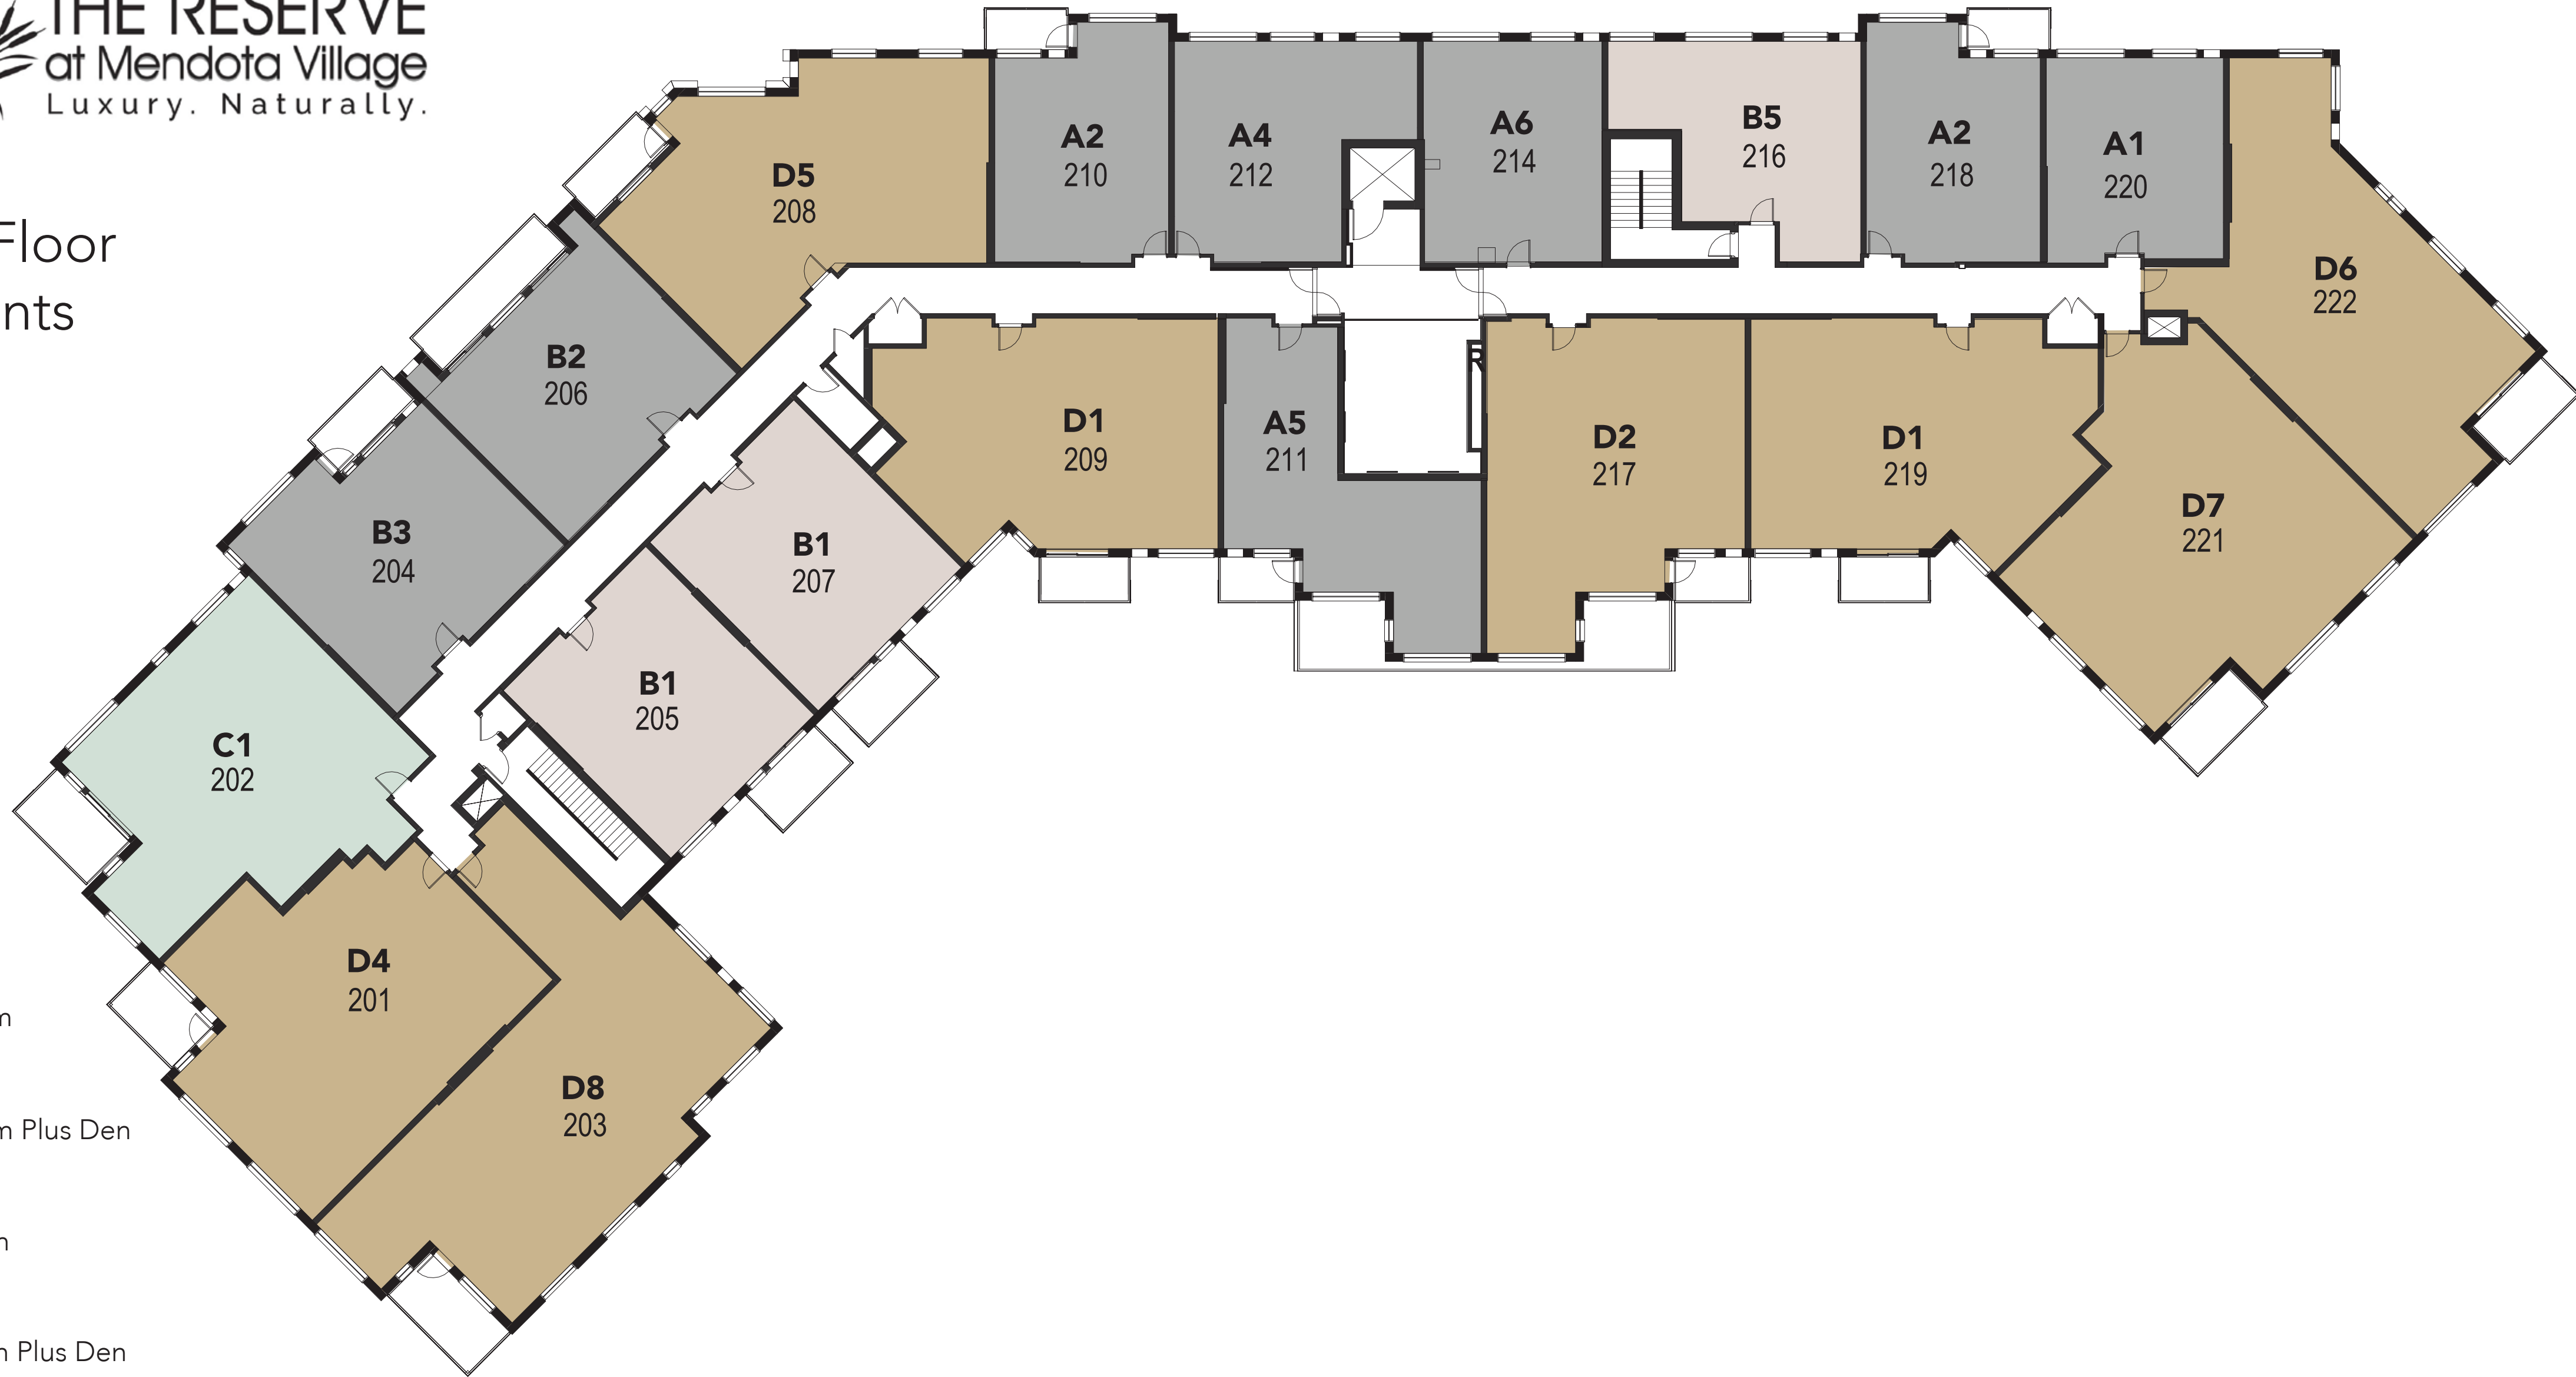 THE RESERVE
at Mendota Village
Luxury. Naturally.
Floor
nts
D5
208
A2
210
A4
212
A6
214
B5
216
A2
218
A1
220
D6
222
B2
206
D1
209
A5
211
R
D2
217
D1
219
D7
221
B3
204
B1
207
B1
205
C1
202
D4
201
D8
203
m
m Plus Den
m
m Plus Den